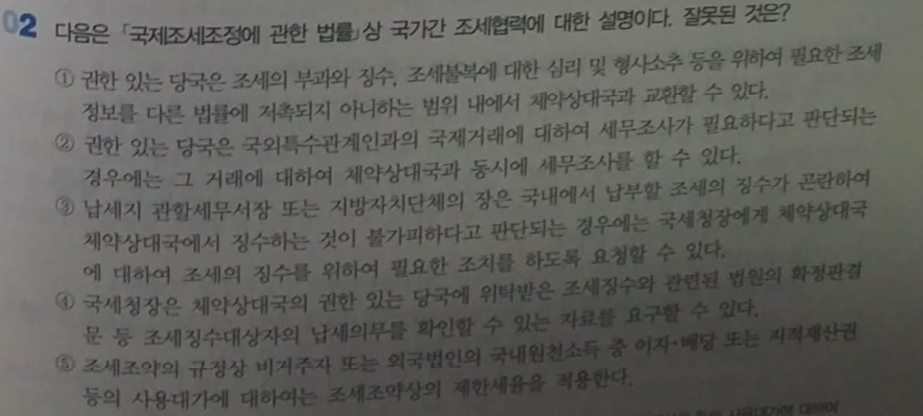 02 다음은 「국제조세조정에 관한 법률」상 국가간 조세협력에 대한 설명이다. 잘못된 것은?
① 권한 있는 당국은 조세의 부과와 징수, 조세불복에 대한 심리 및 형사소추 등을 위하여 필요한 조세
정보를 다른 법률에 저촉되지 아니하는 범위 내에서 체약상대국과 교환할 수 있다.
② 권한 있는 당국은 국외특수관계인과의 국제거래에 대하여 세무조사가 필요하다고 판단되는
경우에는 그 거래에 대하여 체약상대국과 동시에 세무조사를 할 수 있다.
③ 납세지 관할세무서장 또는 지방자치단체의 장은 국내에서 납부할 조세의 징수가 곤란하여
체약상대국에서 징수하는 것이 불가피하다고 판단되는 경우에는 국세청장에게 체약상대국
에 대하여 조세의 징수를 위하여 필요한 조치를 하도록 요청할 수 있다.
④ 국세청장은 체약상대국의 권한 있는 당국에 위탁받은 조세징수와 관련된 법원의 확정판결
문 등 조세징수대상자의 납세의무를 확인할 수 있는 자료를 요구할 수 있다.
⑤ 조세조약의 규정상 비거주자 또는 외국법인의 국내원천소득 중 이자·배당 또는 지적재산권
등의 사용대가에 대하여는 조세조약상의 제한세율을 적용한다.